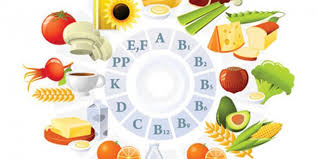 E,F A B₁
PP B₂
K B₅
D B₆
C B₁₂ B₉